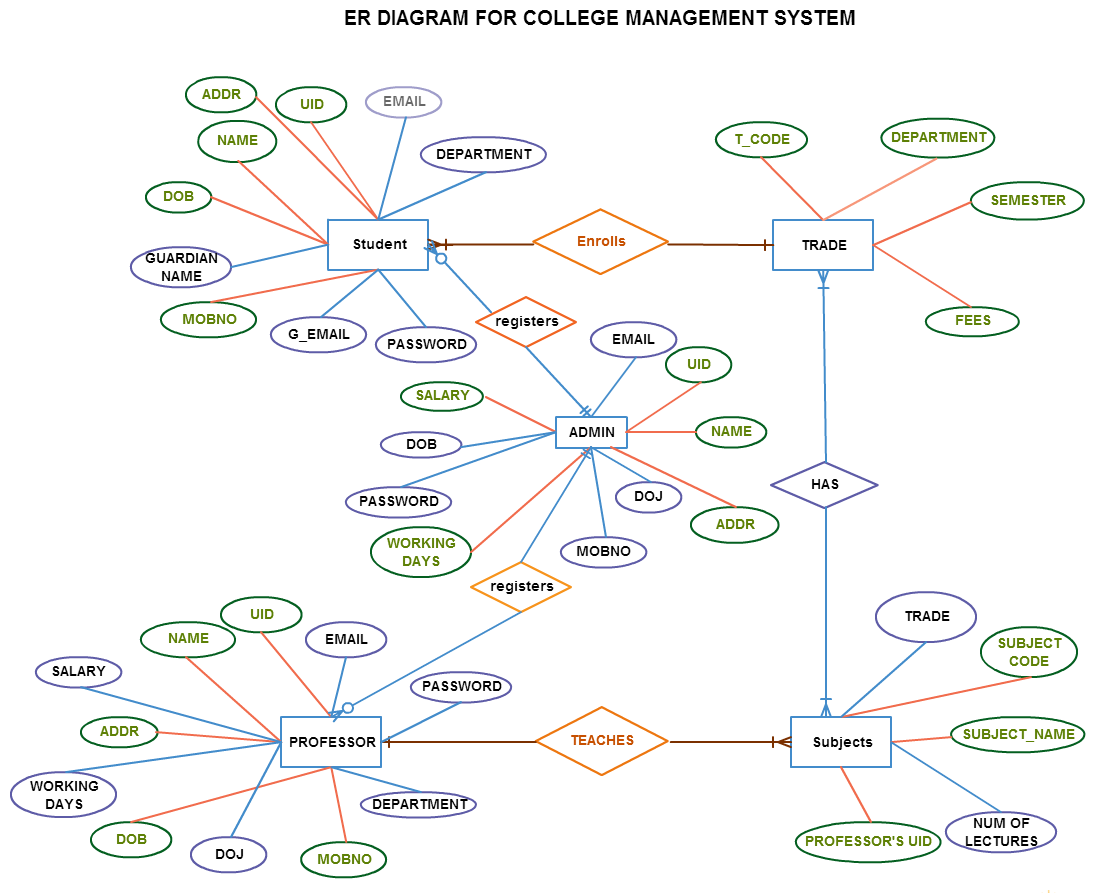 ER DIAGRAM FOR COLLEGE MANAGEMENT SYSTEM
ADDR
UID
EMAIL
NAME
DEPARTMENT
DOB
GUARDIAN
NAME
Student
MOBNO
G_EMAIL
PASSWORD
Enrolls
T_CODE
DEPARTMENT
SEMESTER
TRADE
FEES
registers
EMAIL
UID
SALARY
NAME
ADMIN
DOB
PASSWORD
DOJ
ADDR
WORKING
DAYS
MOBNO
HAS
registers
UID
NAME
EMAIL
SALARY
PASSWORD
ADDR
PROFESSOR
WORKING
DAYS
DEPARTMENT
DOB
DOJ
MOBNO
TEACHES
TRADE
SUBJECT
CODE
SUBJECT_NAME
Subjects
NUM OF
LECTURES
PROFESSOR'S UID